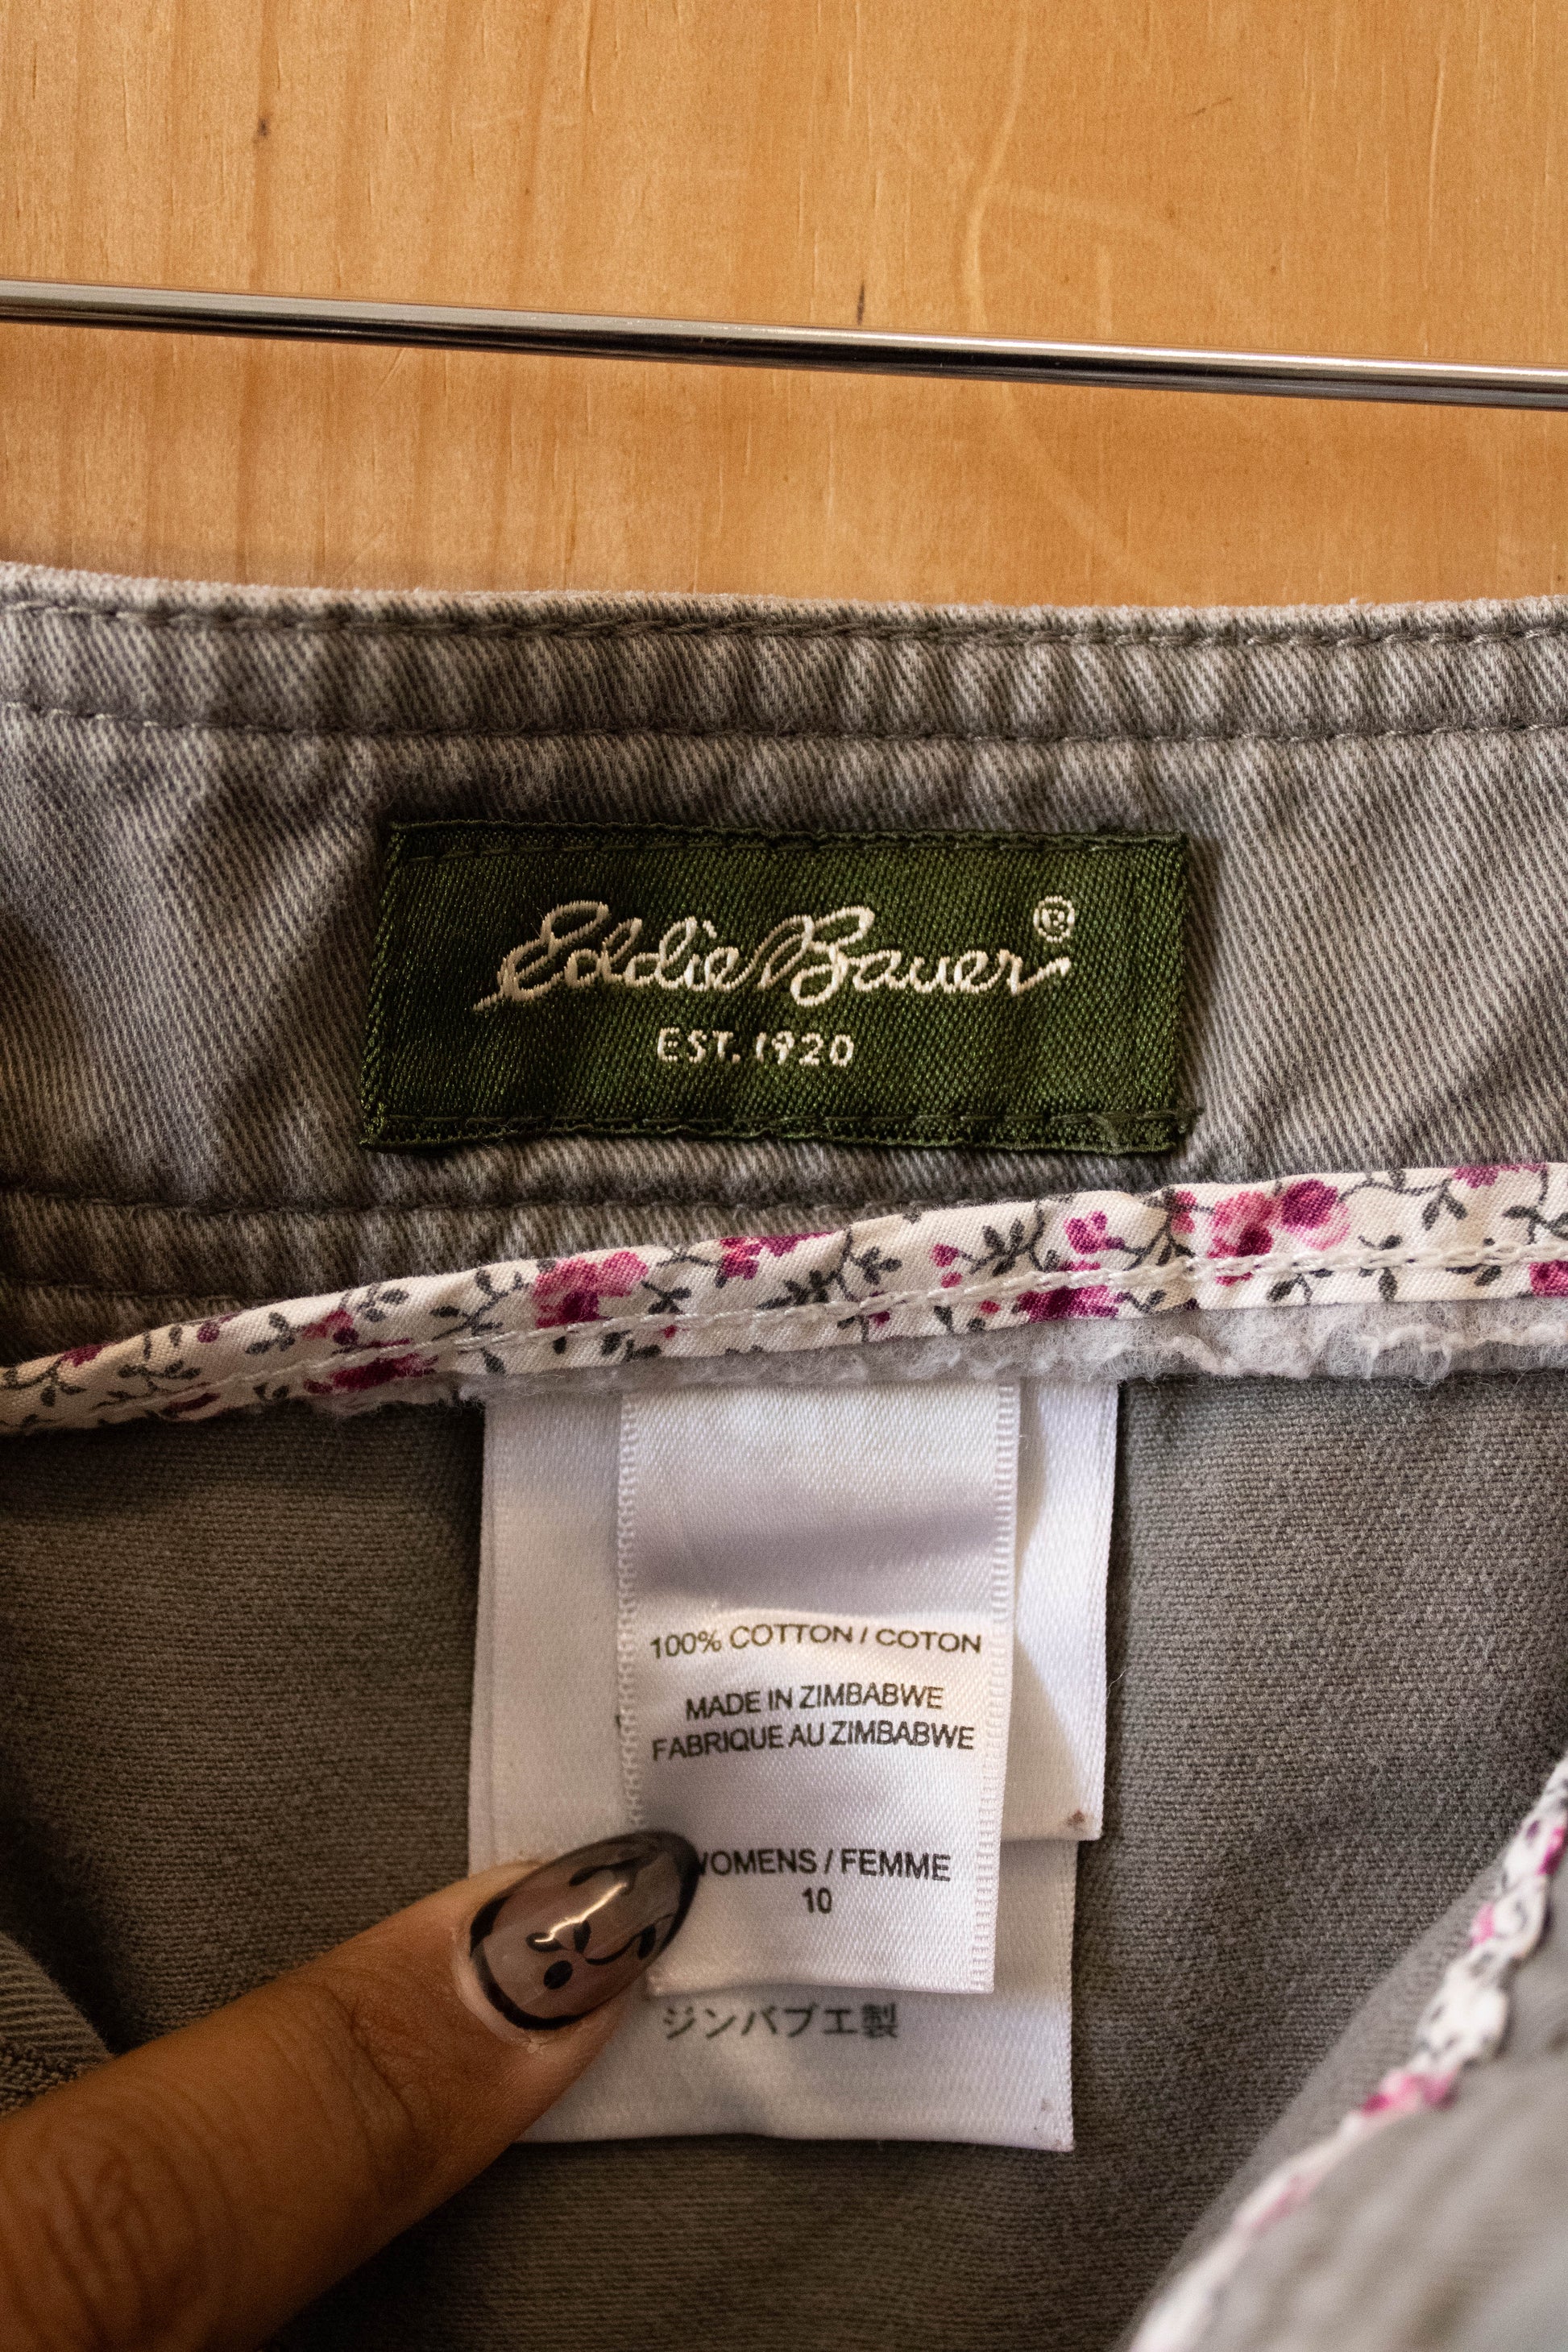 Eddie Bauer®
EST. 1920
100% COTTON / COTON
MADE IN ZIMBABWE
FABRIQUE AU ZIMBABWE
WOMENS / FEMME
10
ジンバブエ製